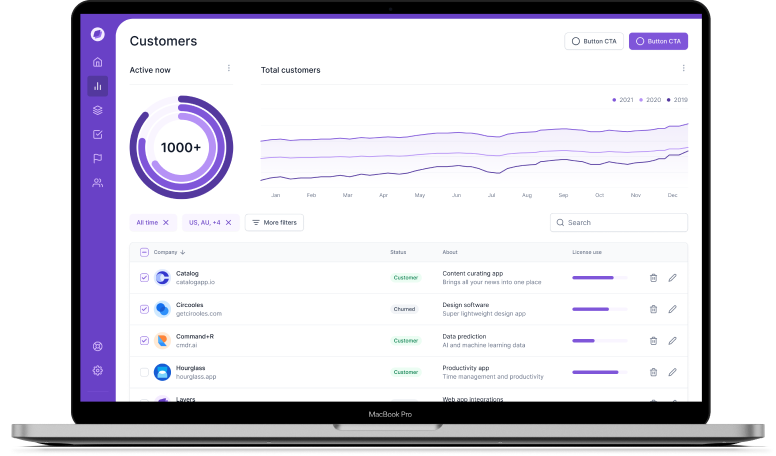 Customers
Button CTA
Button CTA
Active now
Total customers
2021
2020
2019
1000+
Jan Feb Mar Apr May Jun Jul Aug Sep Oct Nov Dec
All time
US, AU, +4
More filters
Search
Company Status About License use
Catalog
catalogapp.io
Customer
Content curating app
Brings all your news into one place
Circooles
getcirooles.com
Churned
Design software
Super lightweight design app
Command+R
cmdr.ai
Customer
Data prediction
AI and machine learning data
Hourglass
hourglass.app
Customer
Productivity app
Time management and productivity
Layers
Web app integrations
MacBook Pro